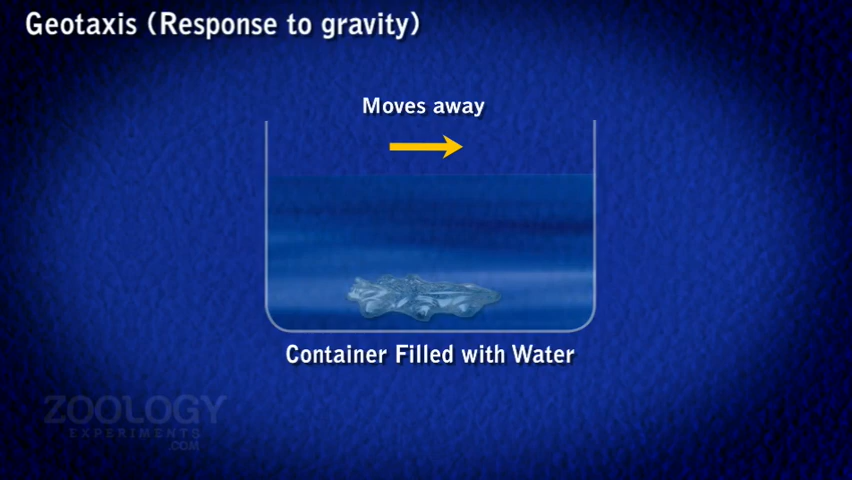 Geotaxis (Response to gravity)
Moves away
Container Filled with Water
ZOOLOGY
EXPERIMENTS
.COM